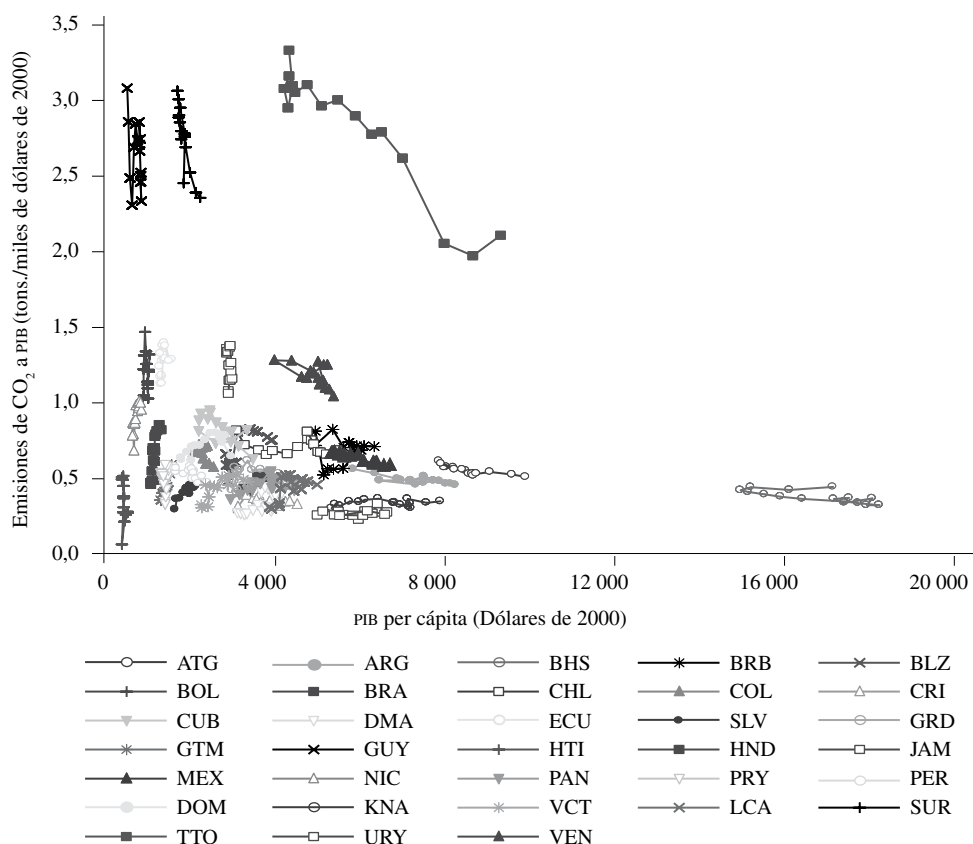 Emisiones de CO2 a PIB (tons./miles de dólares de 2000)
3,5
3,0
2,5
2,0
1,5
1,0
0,5
0,0
0 4 000 8 000 12 000 16 000 20 000
PIB per cápita (Dólares de 2000)
ATG ARG BHS BRB BLZ
BOL BRA CHL COL CRI
CUB DMA ECU SLV GRD
GTM GUY HTI HND JAM
MEX NIC PAN PRY PER
DOM KNA VCT LCA SUR
TTO URY VEN